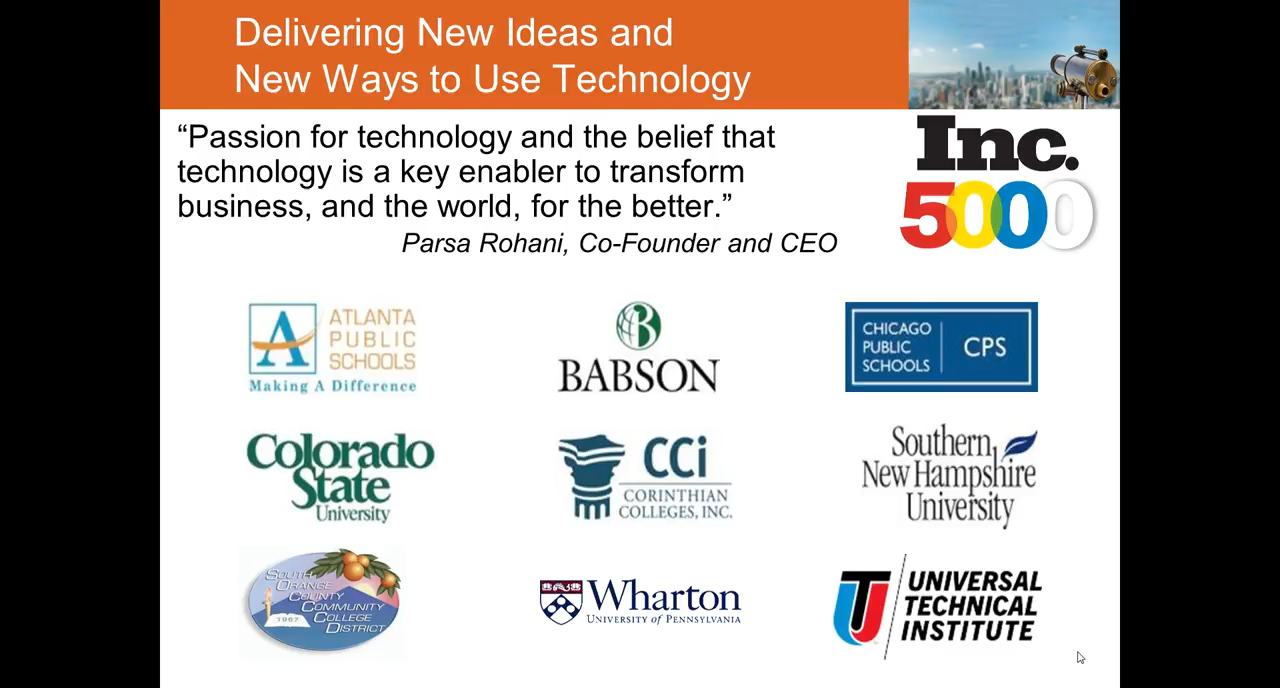 Delivering New Ideas and
New Ways to Use Technology
“Passion for technology and the belief that
technology is a key enabler to transform
business, and the world, for the better.”
Parsa Rohani, Co-Founder and CEO
Inc.
5000
ATLANTA
PUBLIC
SCHOOLS
Making A Difference
BABSON
CHICAGO
PUBLIC
SCHOOLS
CPS
Colorado
State
University
CCi
CORINTHIAN
COLLEGES, INC.
Southern
New Hampshire
University
SOUTH
ORANGE
COUNTY
COMMUNITY
COLLEGE
DISTRICT
1967
Wharton
UNIVERSITY of PENNSYLVANIA
UNIVERSAL
TECHNICAL
INSTITUTE